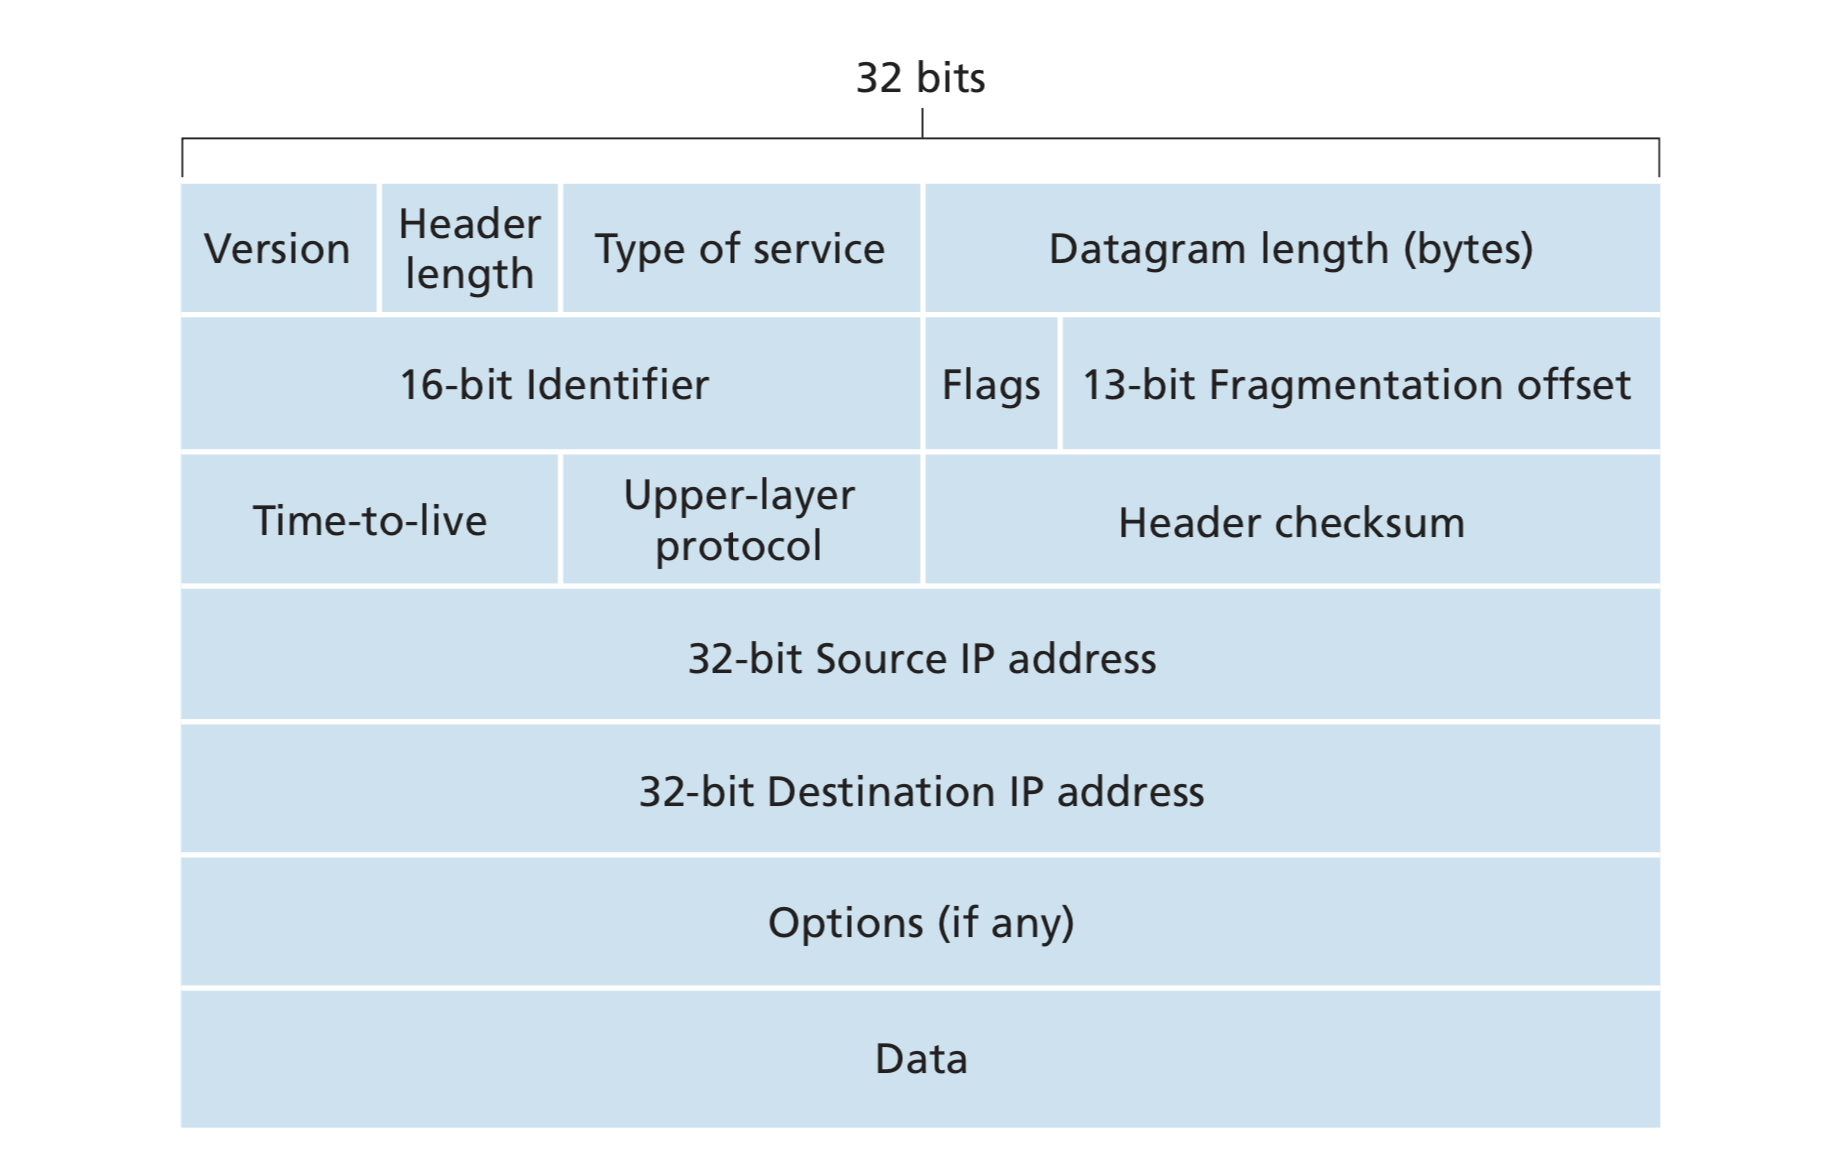 32 bits
Version
Header
length
Type of service
Datagram length (bytes)
16-bit Identifier
Flags
13-bit Fragmentation offset
Time-to-live
Upper-layer
protocol
Header checksum
32-bit Source IP address
32-bit Destination IP address
Options (if any)
Data